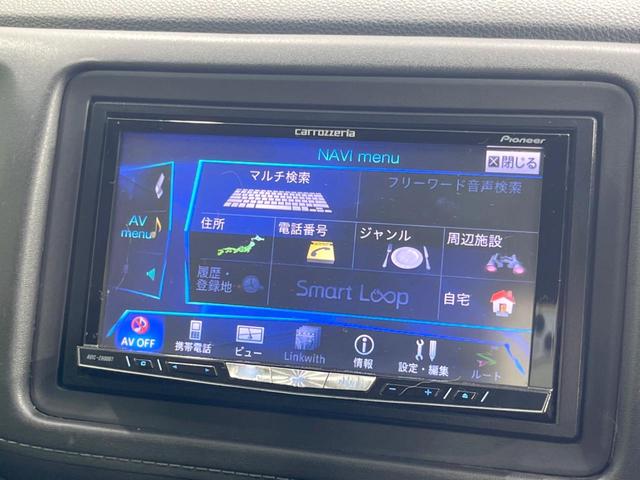 carrozzeria
Pioneer
NAVI menu
閉じる
マルチ検索
フリーワード音声検索
AV
menu
住所
電話番号
ジャンル
周辺施設
履歴・
登録地
Smart Loop
自宅
AV OFF
携帯電話
ビュー
Linkwith
情報
設定・編集
ルート